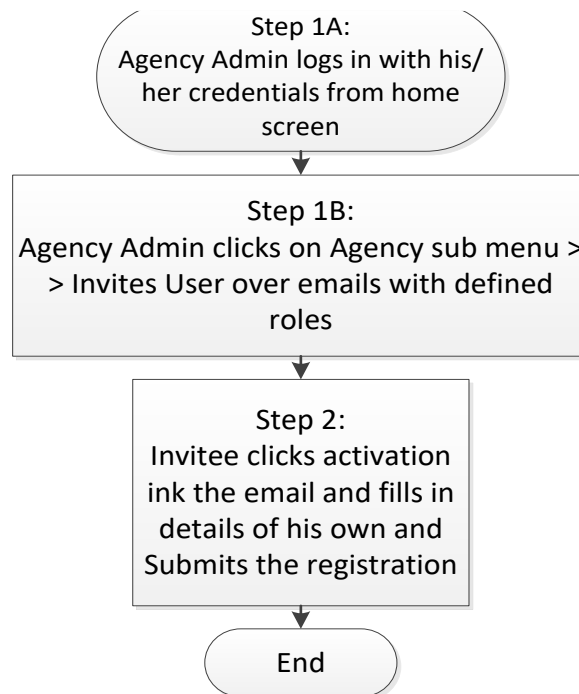 Step 1A:
Agency Admin logs in with his/
her credentials from home
screen
Step 1B:
Agency Admin clicks on Agency sub menu >
> Invites User over emails with defined
roles
Step 2:
Invitee clicks activation
ink the email and fills in
details of his own and
Submits the registration
End